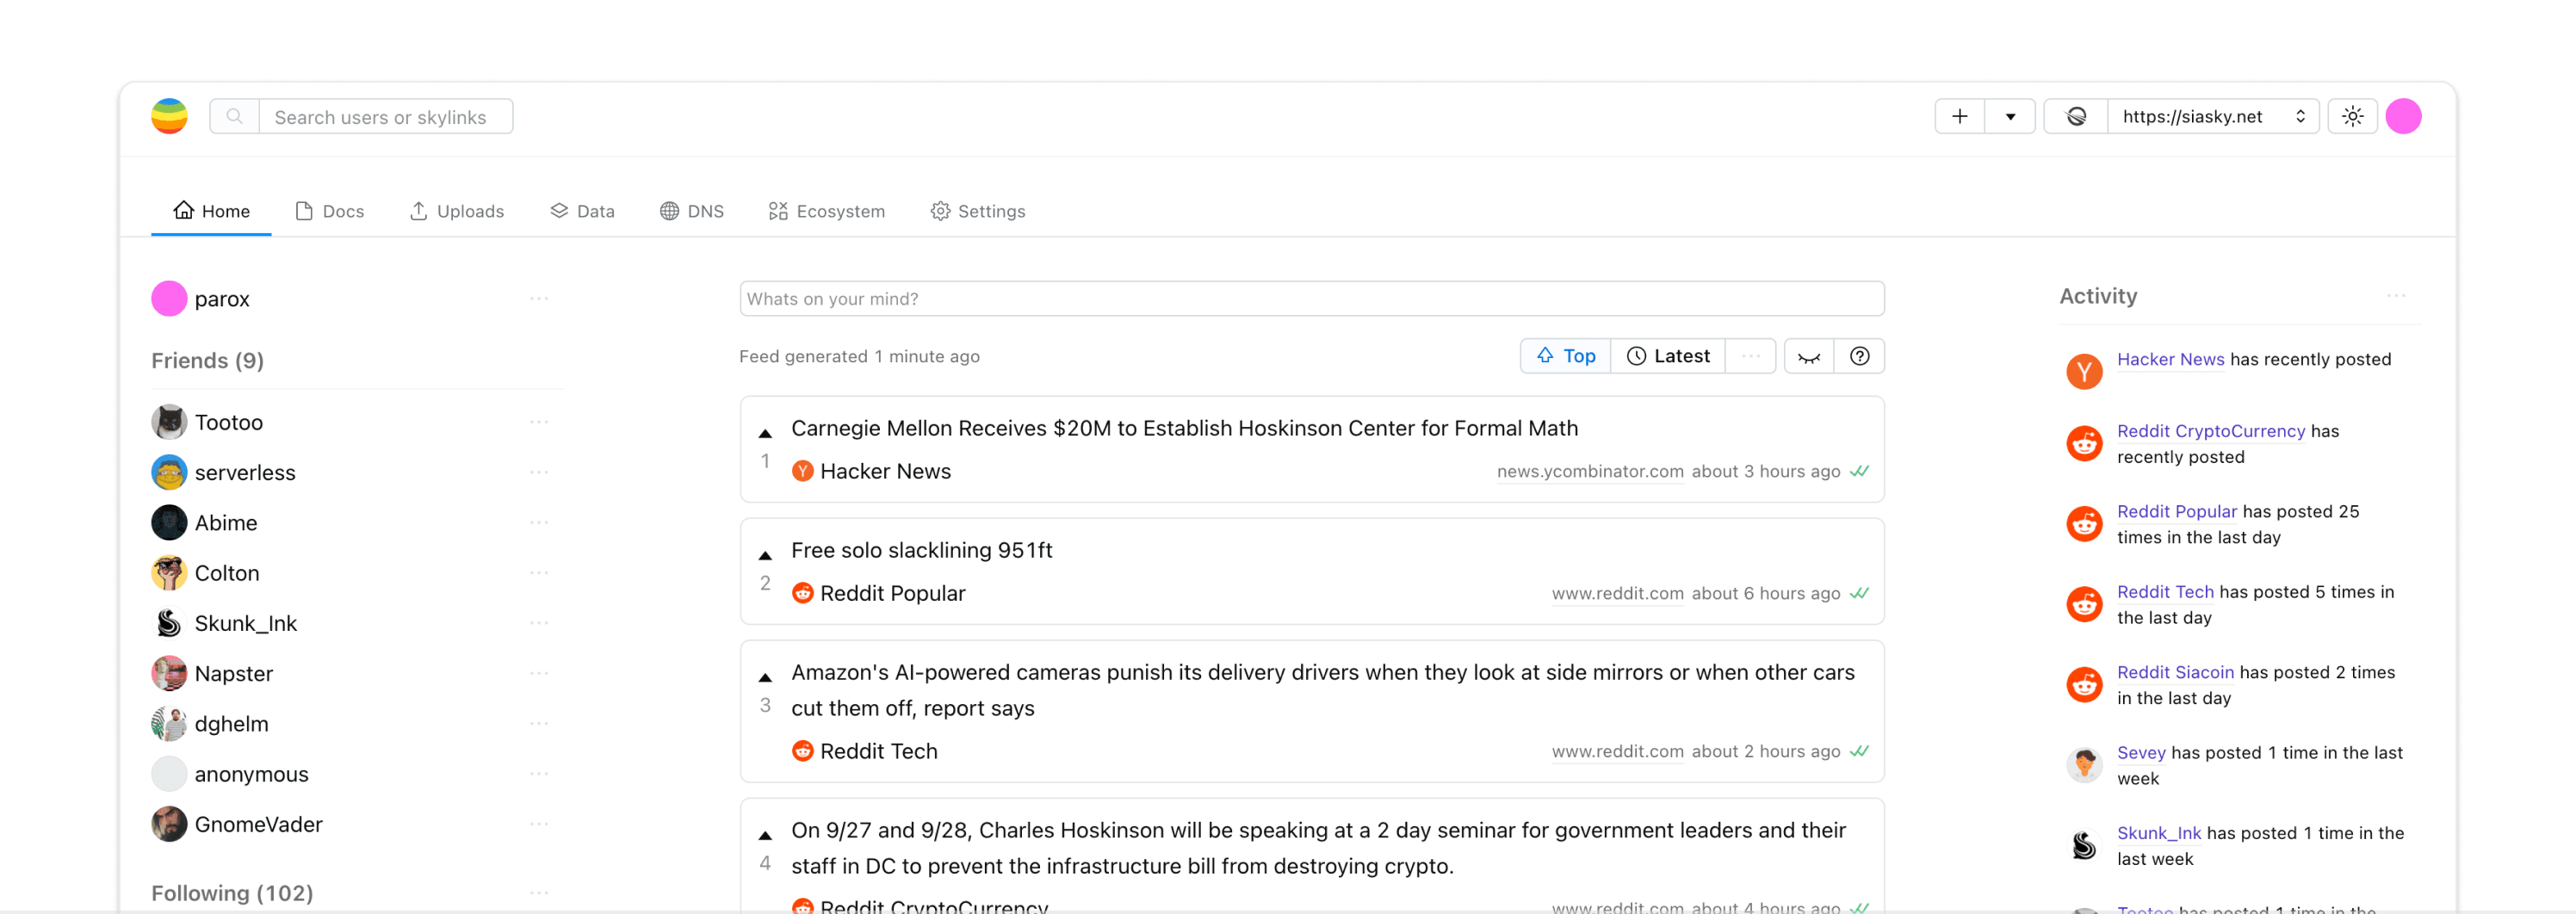 Search users or skylinks
https://siasky.net
Home
Docs
Uploads
Data
DNS
Ecosystem
Settings
parox
Friends (9)
Tootoo
serverless
Abime
Colton
Skunk_Ink
Napster
dghelm
anonymous
GnomeVader
Following (102)
Whats on your mind?
Feed generated 1 minute ago
Top
Latest
Carnegie Mellon Receives $20M to Establish Hoskinson Center for Formal Math
1
Y Hacker News
news.ycombinator.com about 3 hours ago
Free solo slacklining 951ft
2
Reddit Popular
www.reddit.com about 6 hours ago
Amazon's AI-powered cameras punish its delivery drivers when they look at side mirrors or when other cars
cut them off, report says
3
Reddit Tech
www.reddit.com about 2 hours ago
On 9/27 and 9/28, Charles Hoskinson will be speaking at a 2 day seminar for government leaders and their
staff in DC to prevent the infrastructure bill from destroying crypto.
4
Reddit CryptoCurrency
www.reddit.com about 4 hours ago
Activity
Y
Hacker News has recently posted
Reddit CryptoCurrency has
recently posted
Reddit Popular has posted 25
times in the last day
Reddit Tech has posted 5 times in
the last day
Reddit Siacoin has posted 2 times
in the last day
Sevey has posted 1 time in the last
week
Skunk_Ink has posted 1 time in the
last week
Tootoo has posted 1 time in the